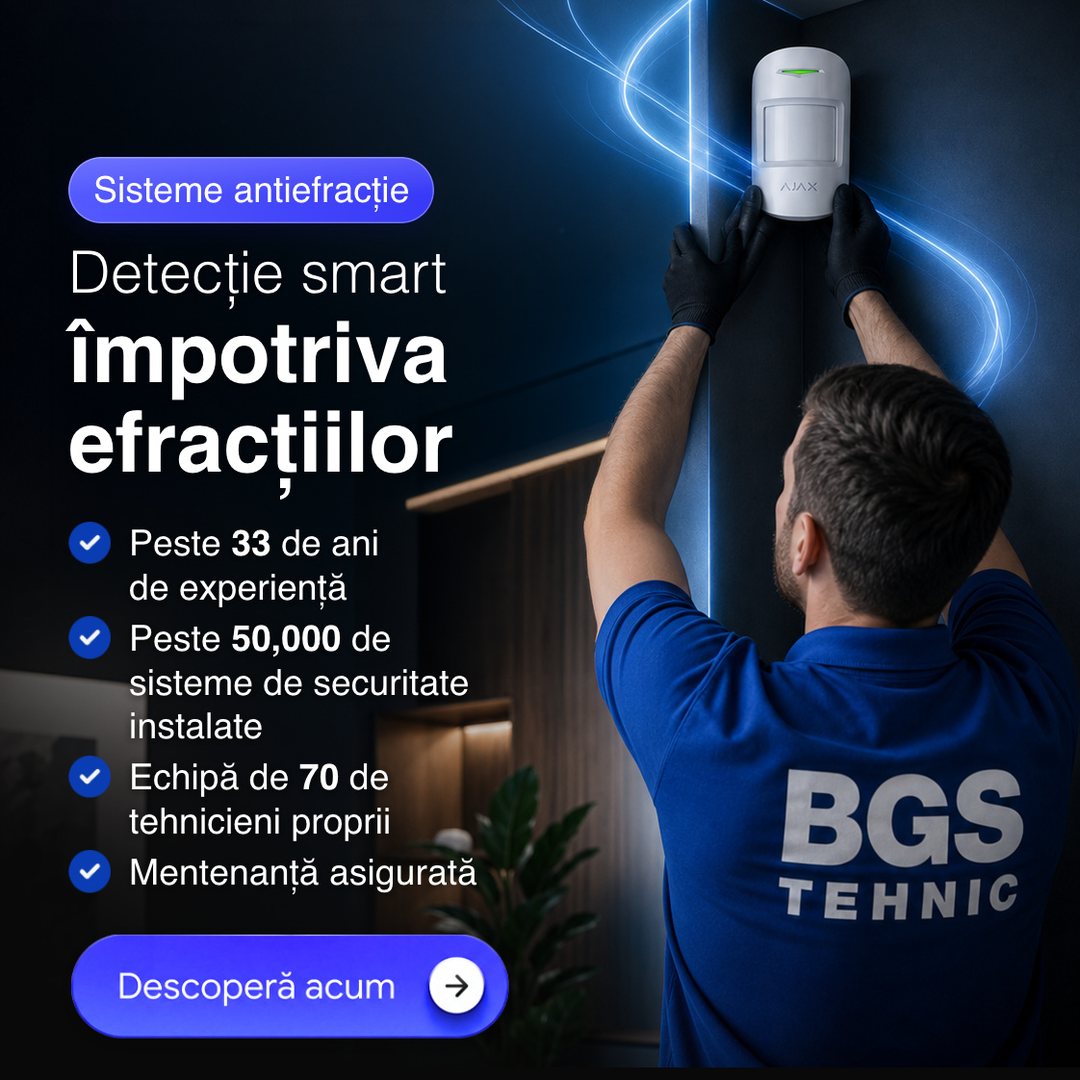 Sisteme antiefracție
Detecție smart
împotriva
efracțiilor
Peste 33 de ani
de experiență
Peste 50,000 de
sisteme de securitate
instalate
Echipă de 70 de
tehnicieni proprii
Mentenanță asigurată
Descoperă acum
AJAX
BGS
TEHNIC